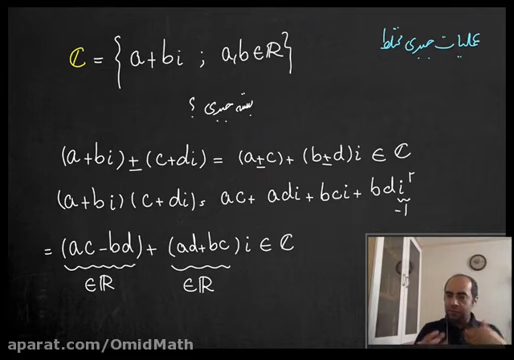 عملیات جبری نقاط
ℂ = { a+bi ; a,b∈ℝ }
بسته جبری ؟
(a+bi) ± (c+di) = (a±c) + (b±d)i ∈ ℂ
(a+bi)(c+di) = ac + adi + bci + bdi²
-1
= (ac-bd) + (ad+bc)i ∈ ℂ
∈ℝ ∈ℝ
aparat.com/OmidMath